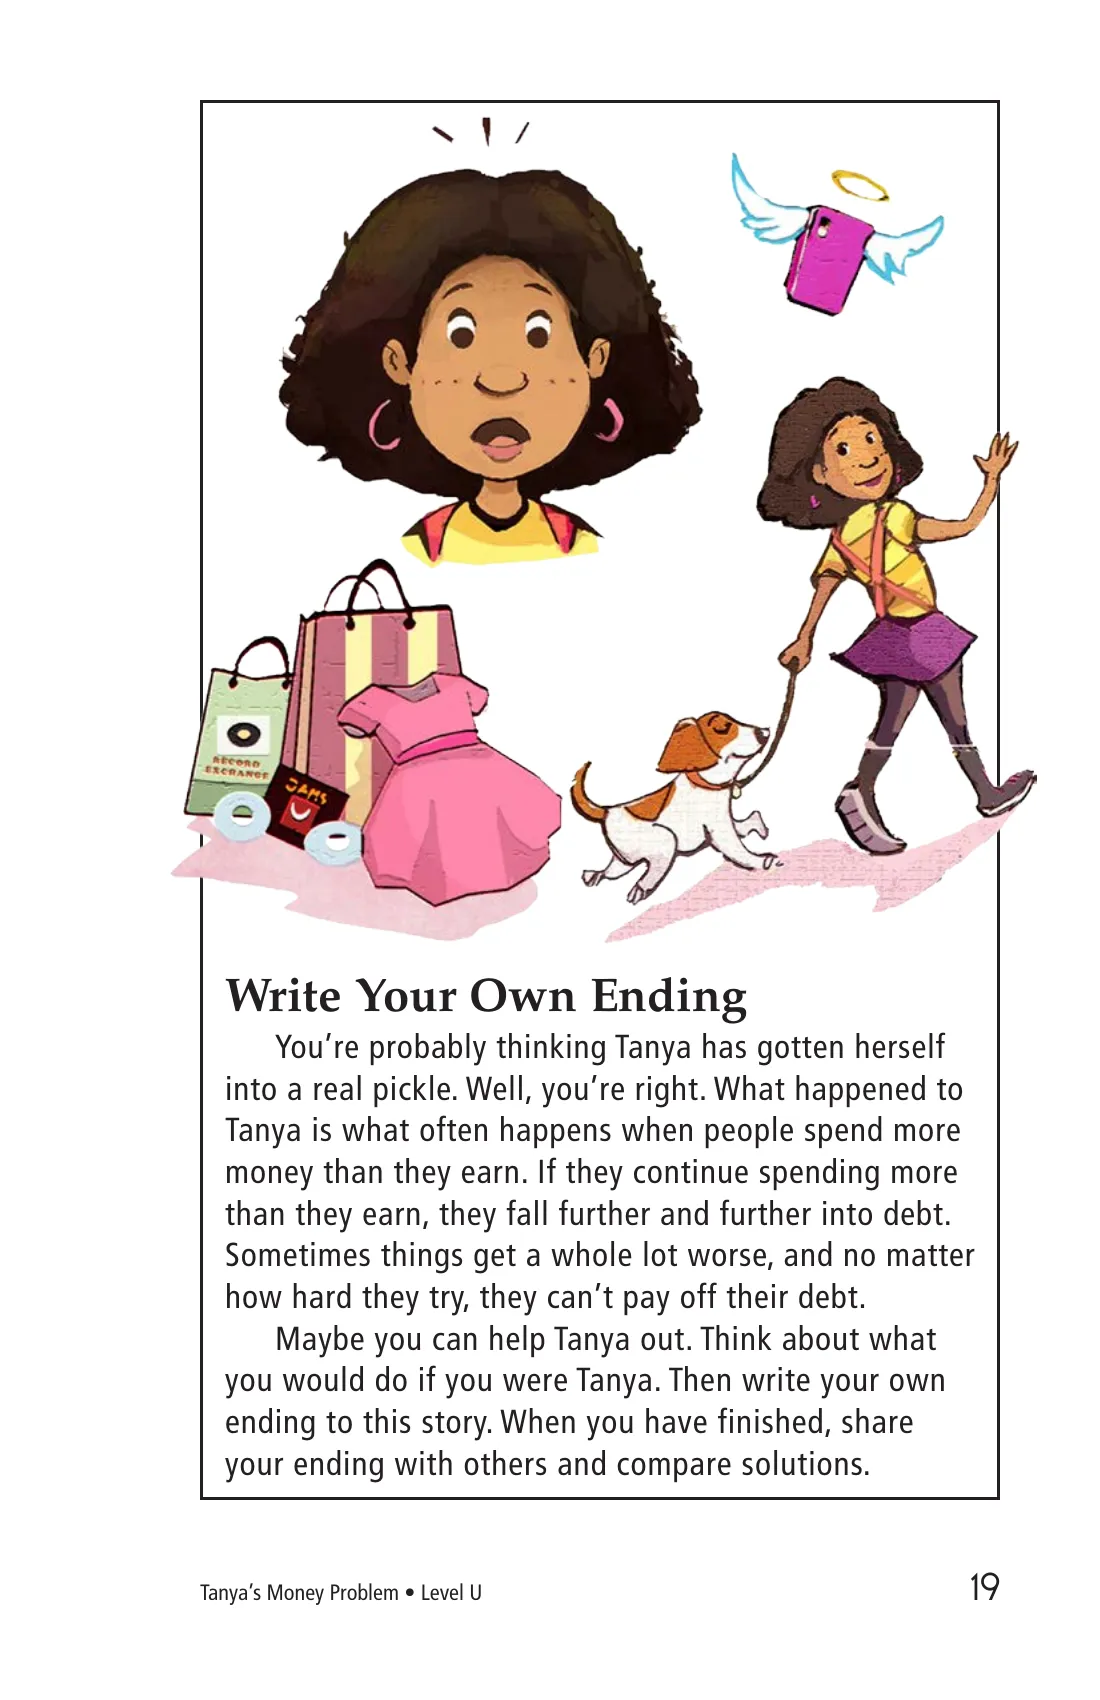 RECORD
EXCHANGE
JAMS
Write Your Own Ending
You’re probably thinking Tanya has gotten herself
into a real pickle. Well, you’re right. What happened to
Tanya is what often happens when people spend more
money than they earn. If they continue spending more
than they earn, they fall further and further into debt.
Sometimes things get a whole lot worse, and no matter
how hard they try, they can’t pay off their debt.
Maybe you can help Tanya out. Think about what
you would do if you were Tanya. Then write your own
ending to this story. When you have finished, share
your ending with others and compare solutions.
Tanya’s Money Problem • Level U
19